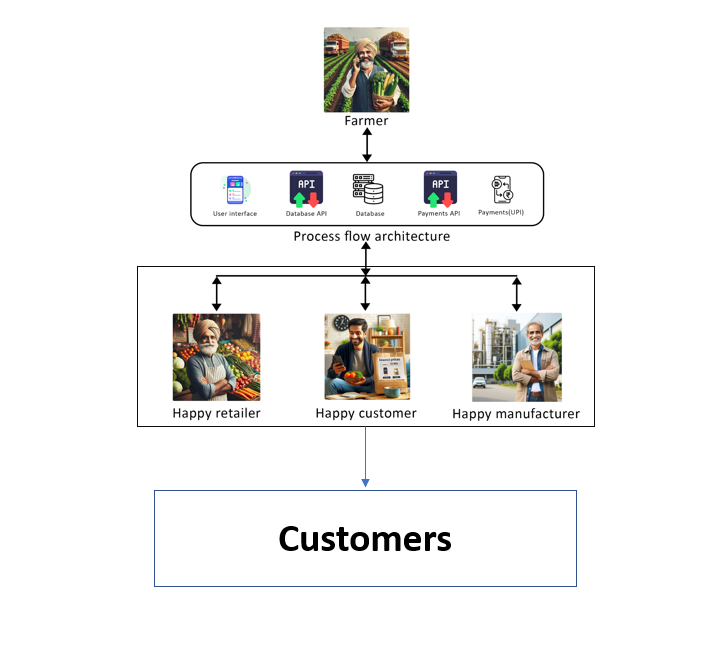 Farmer
API
API
User interface
Database API
Database
Payments API
Payments(UPI)
Process flow architecture
Happy retailer
Happy customer
Happy manufacturer
Customers